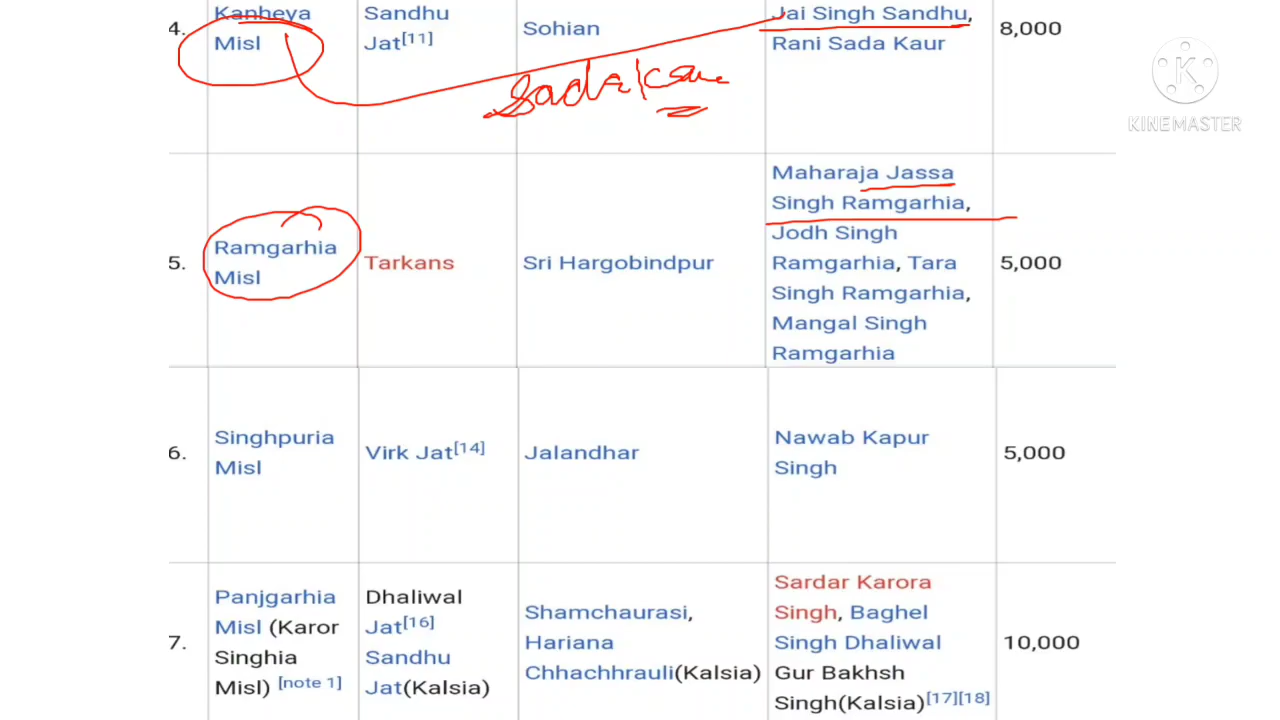 4.
Kanheya
Misl
Sandhu
Jat[11]
Sohian
Jai Singh Sandhu,
Rani Sada Kaur
8,000
Sada Kaur
K
KINEMASTER
5.
Ramgarhia
Misl
Tarkans
Sri Hargobindpur
Maharaja Jassa
Singh Ramgarhia,
Jodh Singh
Ramgarhia, Tara
Singh Ramgarhia,
Mangal Singh
Ramgarhia
5,000
6.
Singhpuria
Misl
Virk Jat[14]
Jalandhar
Nawab Kapur
Singh
5,000
7.
Panjgarhia
Misl (Karor
Singhia
Misl) [note 1]
Dhaliwal
Jat[16]
Sandhu
Jat(Kalsia)
Shamchaurasi,
Hariana
Chhachhrauli(Kalsia)
Sardar Karora
Singh, Baghel
Singh Dhaliwal
Gur Bakhsh
Singh(Kalsia)[17][18]
10,000